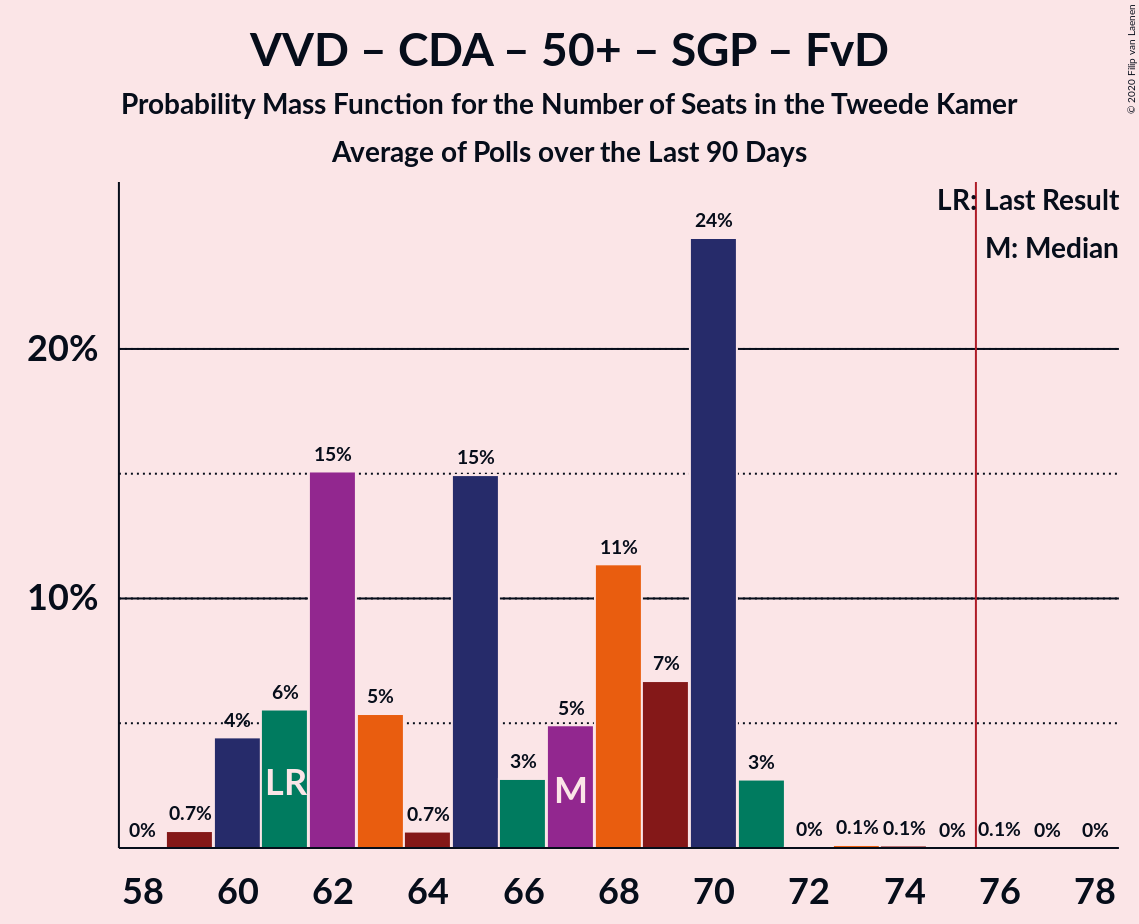 VVD – CDA – 50+ – SGP – FvD
Probability Mass Function for the Number of Seats in the Tweede Kamer
Average of Polls over the Last 90 Days
© 2020 Filip van Laenen
LR: Last Result
M: Median
24%
20%
15%
15%
11%
10%
7%
6%
5%
5%
4%
3%
3%
LR
M
0%
0.7%
0.7%
0%
0.1%
0.1%
0%
0.1%
0%
0%
58 60 62 64 66 68 70 72 74 76 78